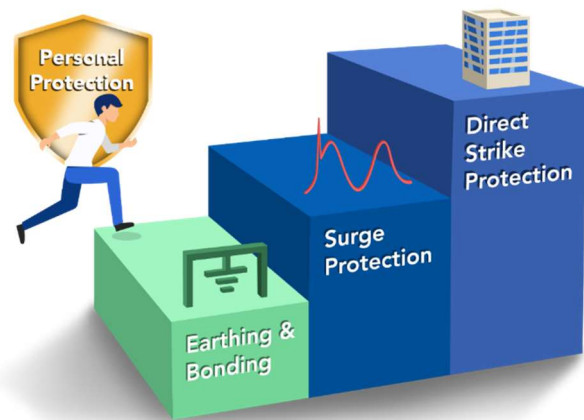 Personal
Protection
Direct
Strike
Protection
Surge
Protection
Earthing &
Bonding